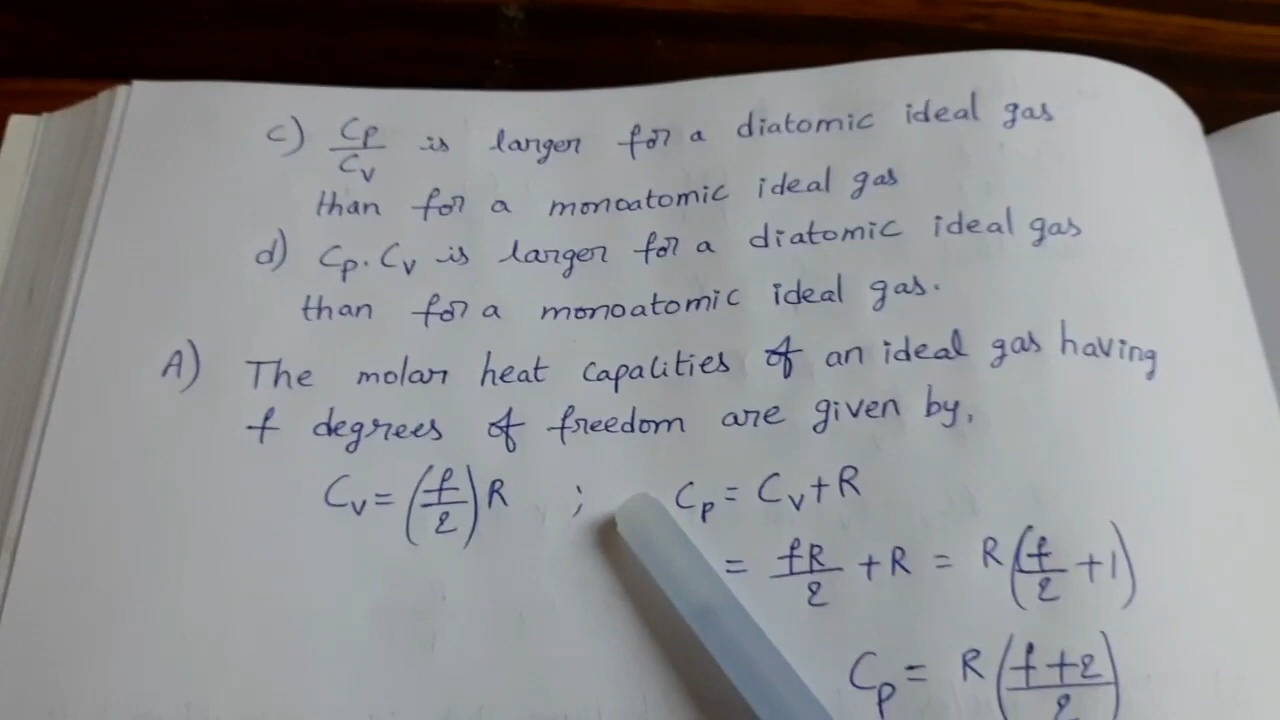 c) Cp/Cv is larger for a diatomic ideal gas
than for a monoatomic ideal gas
d) Cp.Cv is larger for a diatomic ideal gas
than for a monoatomic ideal gas.
A) The molar heat capalities of an ideal gas having
f degrees of freedom are given by,
Cv = (f/2)R ; Cp = Cv+R
= fR/2 + R = R(f/2 + 1)
Cp = R(f+2/2)